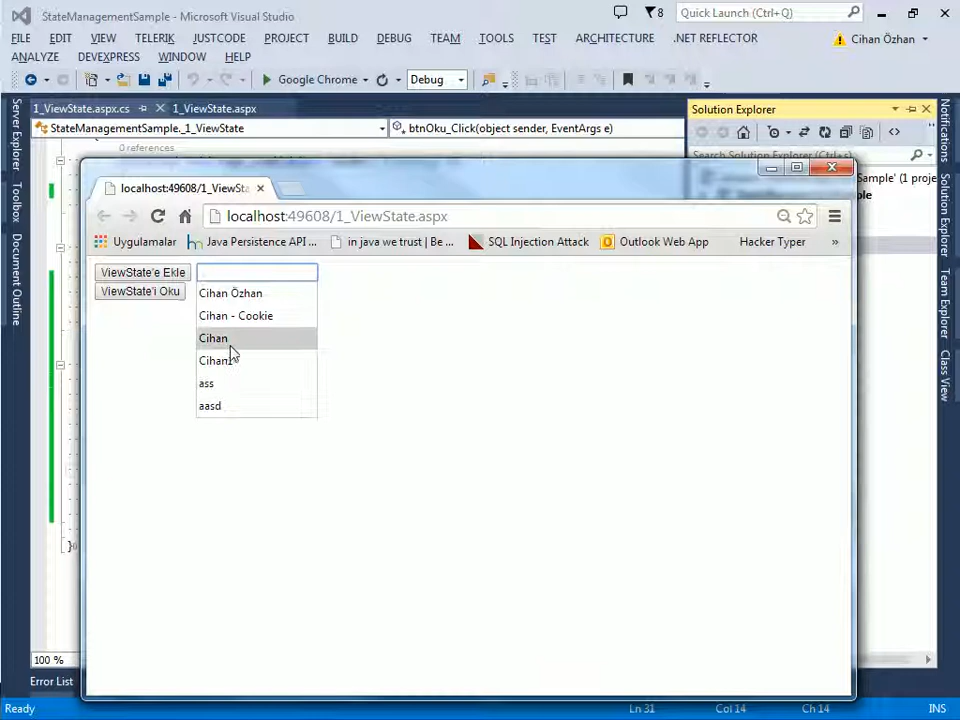 StateManagementSample - Microsoft Visual Studio
8
Quick Launch (Ctrl+Q)
FILE EDIT VIEW TELERIK JUSTCODE PROJECT BUILD DEBUG TEAM TOOLS TEST ARCHITECTURE .NET REFLECTOR
Cihan Özhan
ANALYZE DEVEXPRESS WINDOW HELP
Google Chrome
Debug
Server Explorer
Toolbox
Document Outline
1_ViewState.aspx.cs
1_ViewState.aspx
StateManagementSample._1_ViewState
btnOku_Click(object sender, EventArgs e)
0 references
Solution Explorer
Search Solution Explorer (Ctrl+ş)
Sample' (1 proj
ple
Notifications
Solution Explorer
Team Explorer
Class View
localhost:49608/1_ViewSta
localhost:49608/1_ViewState.aspx
Uygulamalar
Java Persistence API ...
in java we trust | Be ...
SQL Injection Attack
Outlook Web App
Hacker Typer
»
ViewState'e Ekle
ViewState'i Oku
Cihan Özhan
Cihan - Cookie
Cihan
Cihan
ass
aasd
100 %
Error List
Ready
Ln 31
Col 14
Ch 14
INS